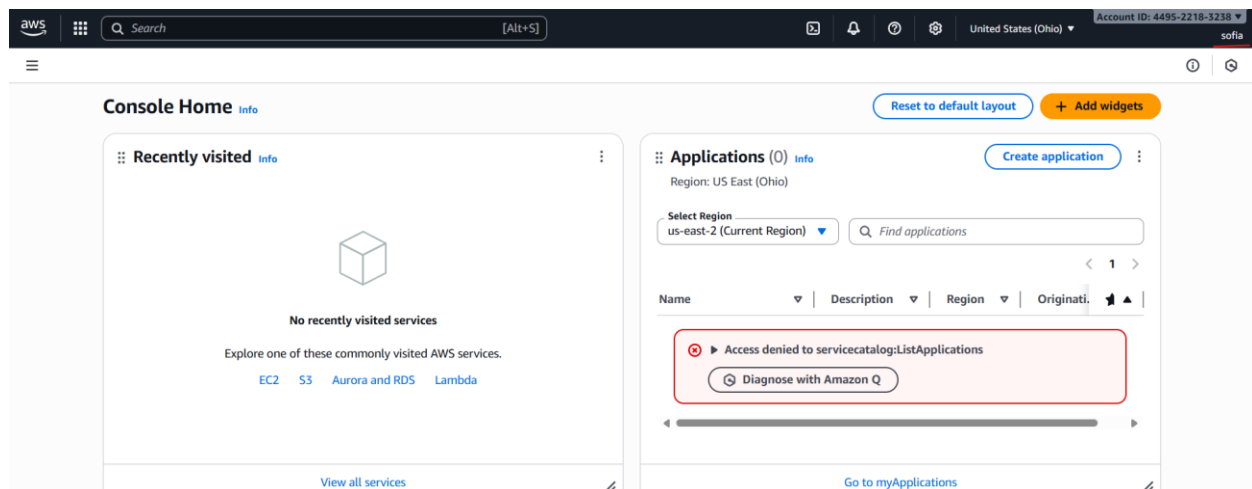 aws
Search [Alt+S]
United States (Ohio)
Account ID: 4495-2218-3238
sofia
Console Home Info
Reset to default layout
+ Add widgets
Recently visited Info
No recently visited services
Explore one of these commonly visited AWS services.
EC2 S3 Aurora and RDS Lambda
View all services
Applications (0) Info
Create application
Region: US East (Ohio)
Select Region
us-east-2 (Current Region)
Find applications
1
Name Description Region Originati.
Access denied to servicecatalog:ListApplications
Diagnose with Amazon Q
Go to myApplications